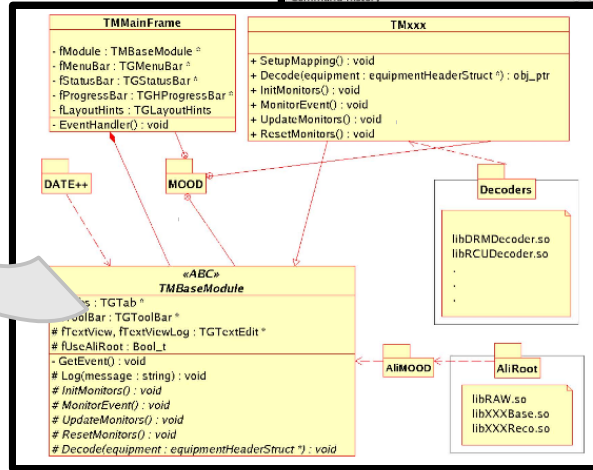 TMMainFrame
- fModule : TMBaseModule *
- fMenuBar : TGMenuBar *
- fStatusBar : TGStatusBar *
- fProgressBar : TGHProgressBar *
- fLayoutHints : TGLayoutHints
- EventHandler() : void
TMxxx
+ SetupMapping() : void
+ Decode(equipment : equipmentHeaderStruct *) : obj_ptr
+ InitMonitors() : void
+ MonitorEvent() : void
+ UpdateMonitors() : void
+ ResetMonitors() : void
DATE++
MOOD
Decoders
libDRMDecoder.so
libRCUDecoder.so
.
.
.
«ABC»
TMBaseModule
: TGTab *
: TGToolBar *
# fTextView, fTextViewLog : TGTextEdit *
# fUseAliRoot : Bool_t
- GetEvent() : void
# Log(message : string) : void
# InitMonitors() : void
# MonitorEvent() : void
# UpdateMonitors() : void
# ResetMonitors() : void
# Decode(equipment : equipmentHeaderStruct *) : void
AliMOOD
AliRoot
libRAW.so
libXXXBase.so
libXXXReco.so